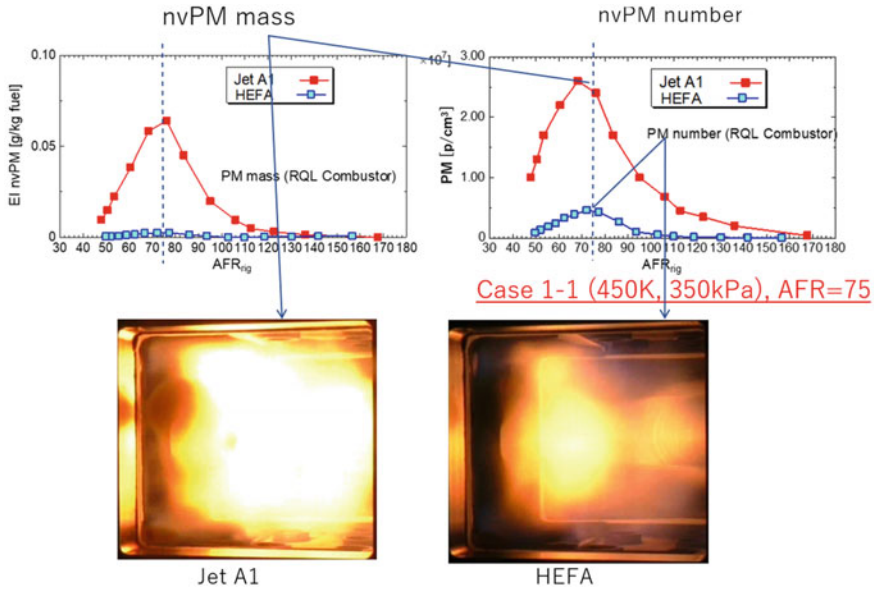 nvPM mass
nvPM number
0.10
0.05
0.00
EI nvPM [g/kg fuel]
Jet A1
HEFA
PM mass (RQL Combustor)
30 40 50 60 70 80 90 100 110 120 130 140 150 160 170 180
AFRrig
×10⁷]
3.00
2.00
1.00
0.00
PM [p/cm³]
Jet A1
HEFA
PM number (RQL Combustor)
30 40 50 60 70 80 90 100 110 120 130 140 150 160 170 180
AFRrig
Case 1-1 (450K, 350kPa), AFR=75
Jet A1
HEFA